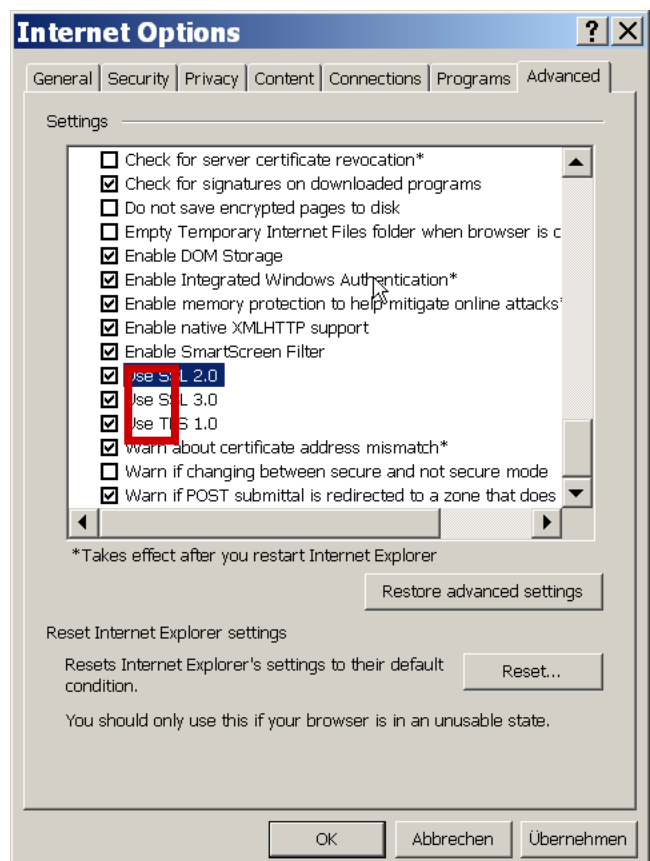 Internet Options
General Security Privacy Content Connections Programs Advanced
Settings
Check for server certificate revocation*
Check for signatures on downloaded programs
Do not save encrypted pages to disk
Empty Temporary Internet Files folder when browser is c
Enable DOM Storage
Enable Integrated Windows Authentication*
Enable memory protection to help mitigate online attacks*
Enable native XMLHTTP support
Enable SmartScreen Filter
Use SSL 2.0
Use SSL 3.0
Use TLS 1.0
Warn about certificate address mismatch*
Warn if changing between secure and not secure mode
Warn if POST submittal is redirected to a zone that does
*Takes effect after you restart Internet Explorer
Restore advanced settings
Reset Internet Explorer settings
Resets Internet Explorer's settings to their default
condition.
Reset...
You should only use this if your browser is in an unusable state.
OK Abbrechen Übernehmen